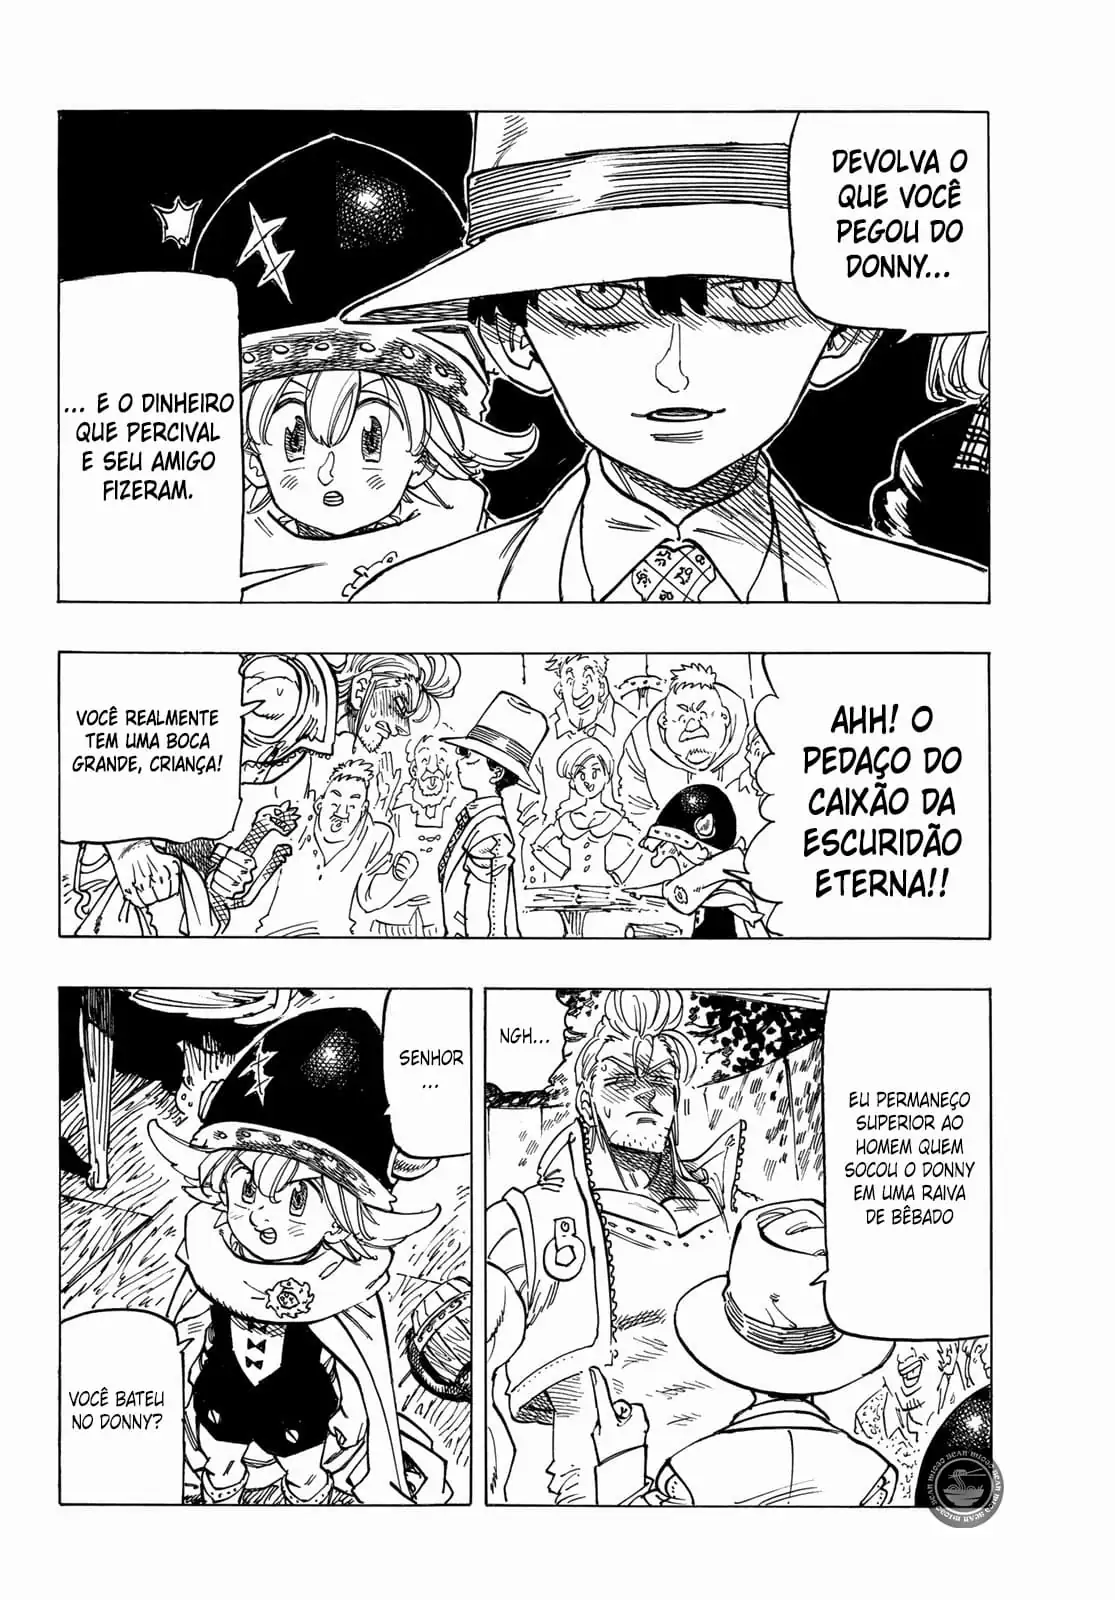 DEVOLVA O
QUE VOCÊ
PEGOU DO
DONNY...
... E O DINHEIRO
QUE PERCIVAL
E SEU AMIGO
FIZERAM.
AHH! O
PEDAÇO DO
CAIXÃO DA
ESCURIDÃO
ETERNA!!
VOCÊ REALMENTE
TEM UMA BOCA
GRANDE, CRIANÇA!
EU PERMANEÇO
SUPERIOR AO
HOMEM QUEM
SOCOU O DONNY
EM UMA RAIVA
DE BÊBADO
NGH...
SENHOR
...
VOCÊ BATEU
NO DONNY?